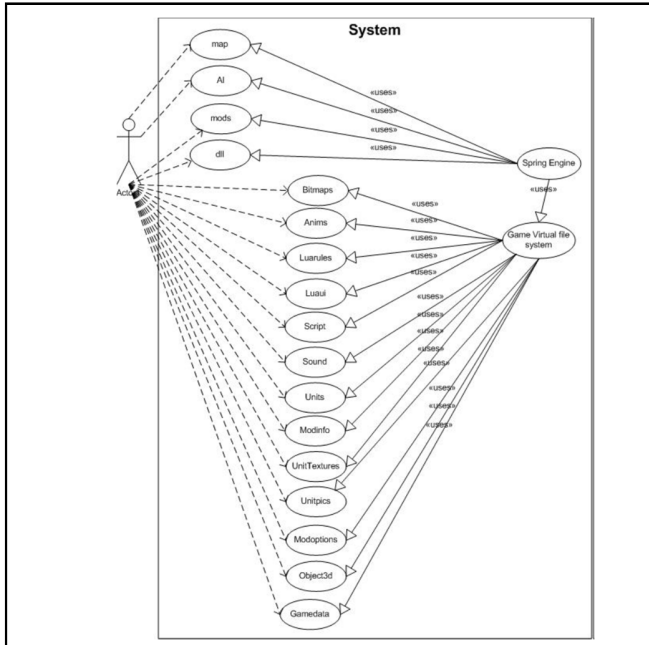 System
map
AI
«uses»
«uses»
mods
«uses»
«uses»
dll
Spring Engine
Actor
Bitmaps
«uses»
«uses»
«uses»
Anims
Game Virtual file
system
«uses»
«uses»
Luarules
Luaui
«uses»
«uses»
Script
«uses»
«uses»
Sound
«uses»
«uses»
Units
«uses»
«uses»
Modinfo
UnitTextures
Unitpics
Modoptions
Object3d
Gamedata